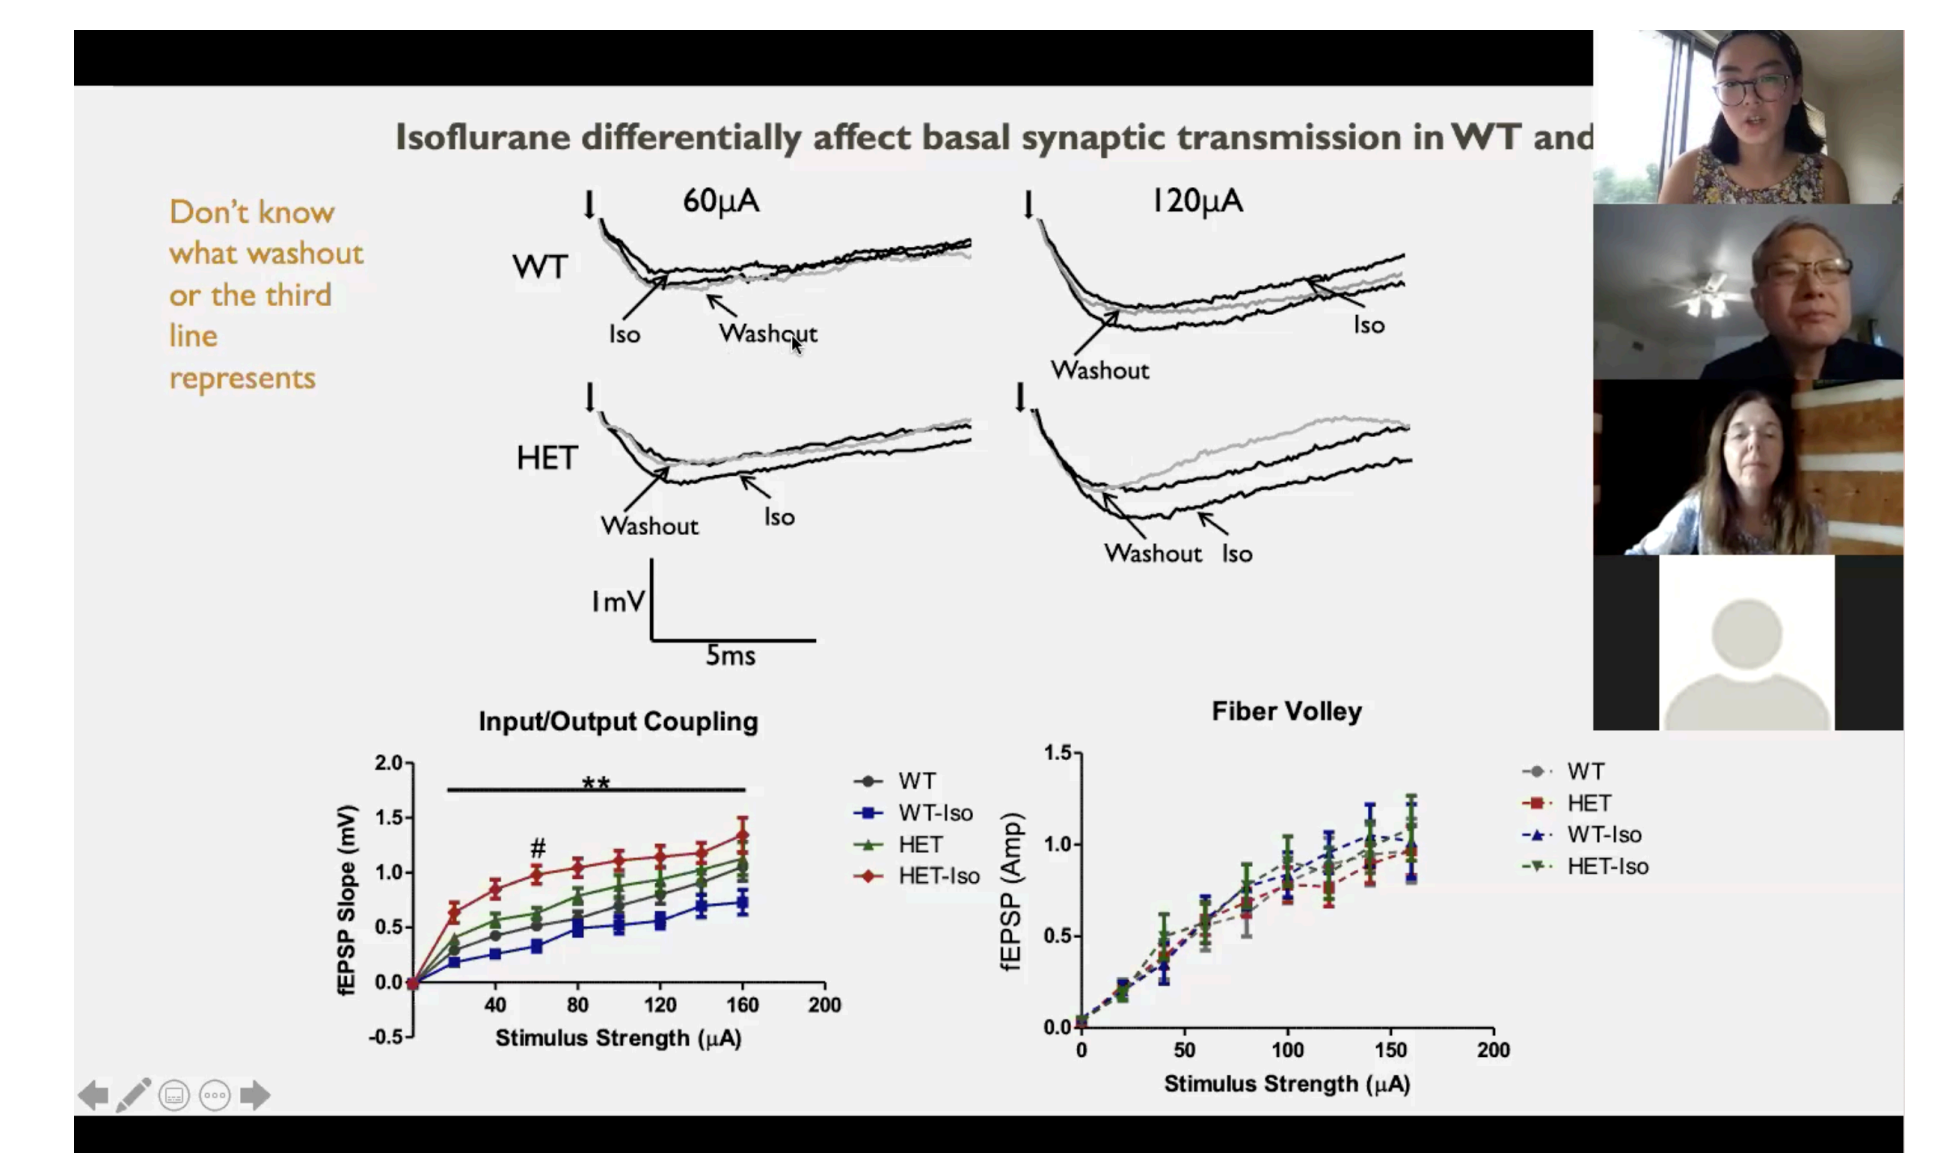 Isoflurane differentially affect basal synaptic transmission in WT and
Don't know
what washout
or the third
line
represents
60μA
120μA
WT
Iso
Washout
Washout
Iso
HET
Washout
Iso
Washout
Iso
1mV
5ms
Input/Output Coupling
2.0
1.5
1.0
0.5
0.0
-0.5
fEPSP Slope (mV)
**
#
40
80
120
160
200
Stimulus Strength (μA)
WT
WT-Iso
HET
HET-Iso
Fiber Volley
1.5
1.0
0.5
0.0
fEPSP (Amp)
0
50
100
150
200
Stimulus Strength (μA)
WT
HET
WT-Iso
HET-Iso